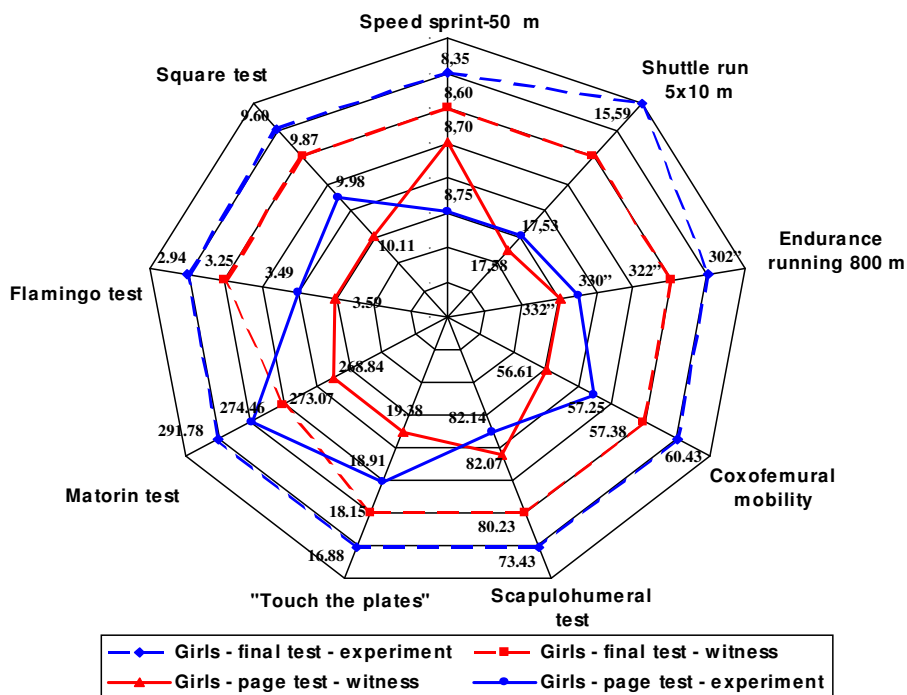 Speed sprint-50 m
8,35
Square test
Shuttle run
5x10 m
9.60
8,60
15,59
9.87
8,70
9.98
8,75
17,53
10.11
17,58
Endurance
running 800 m
2.94
3.25
3.49
3.59
332’’
330’’
322’’
302’’
Flamingo test
268.84
56.61
273.07
274.46
57.25
291.78
19.38
82.14
57.38
60.43
Matorin test
18.91
82.07
Coxofemural
mobility
18.15
80.23
16.88
73.43
"Touch the plates"
Scapulohumeral
test
Girls - final test - experiment
Girls - final test - witness
Girls - page test - witness
Girls - page test - experiment